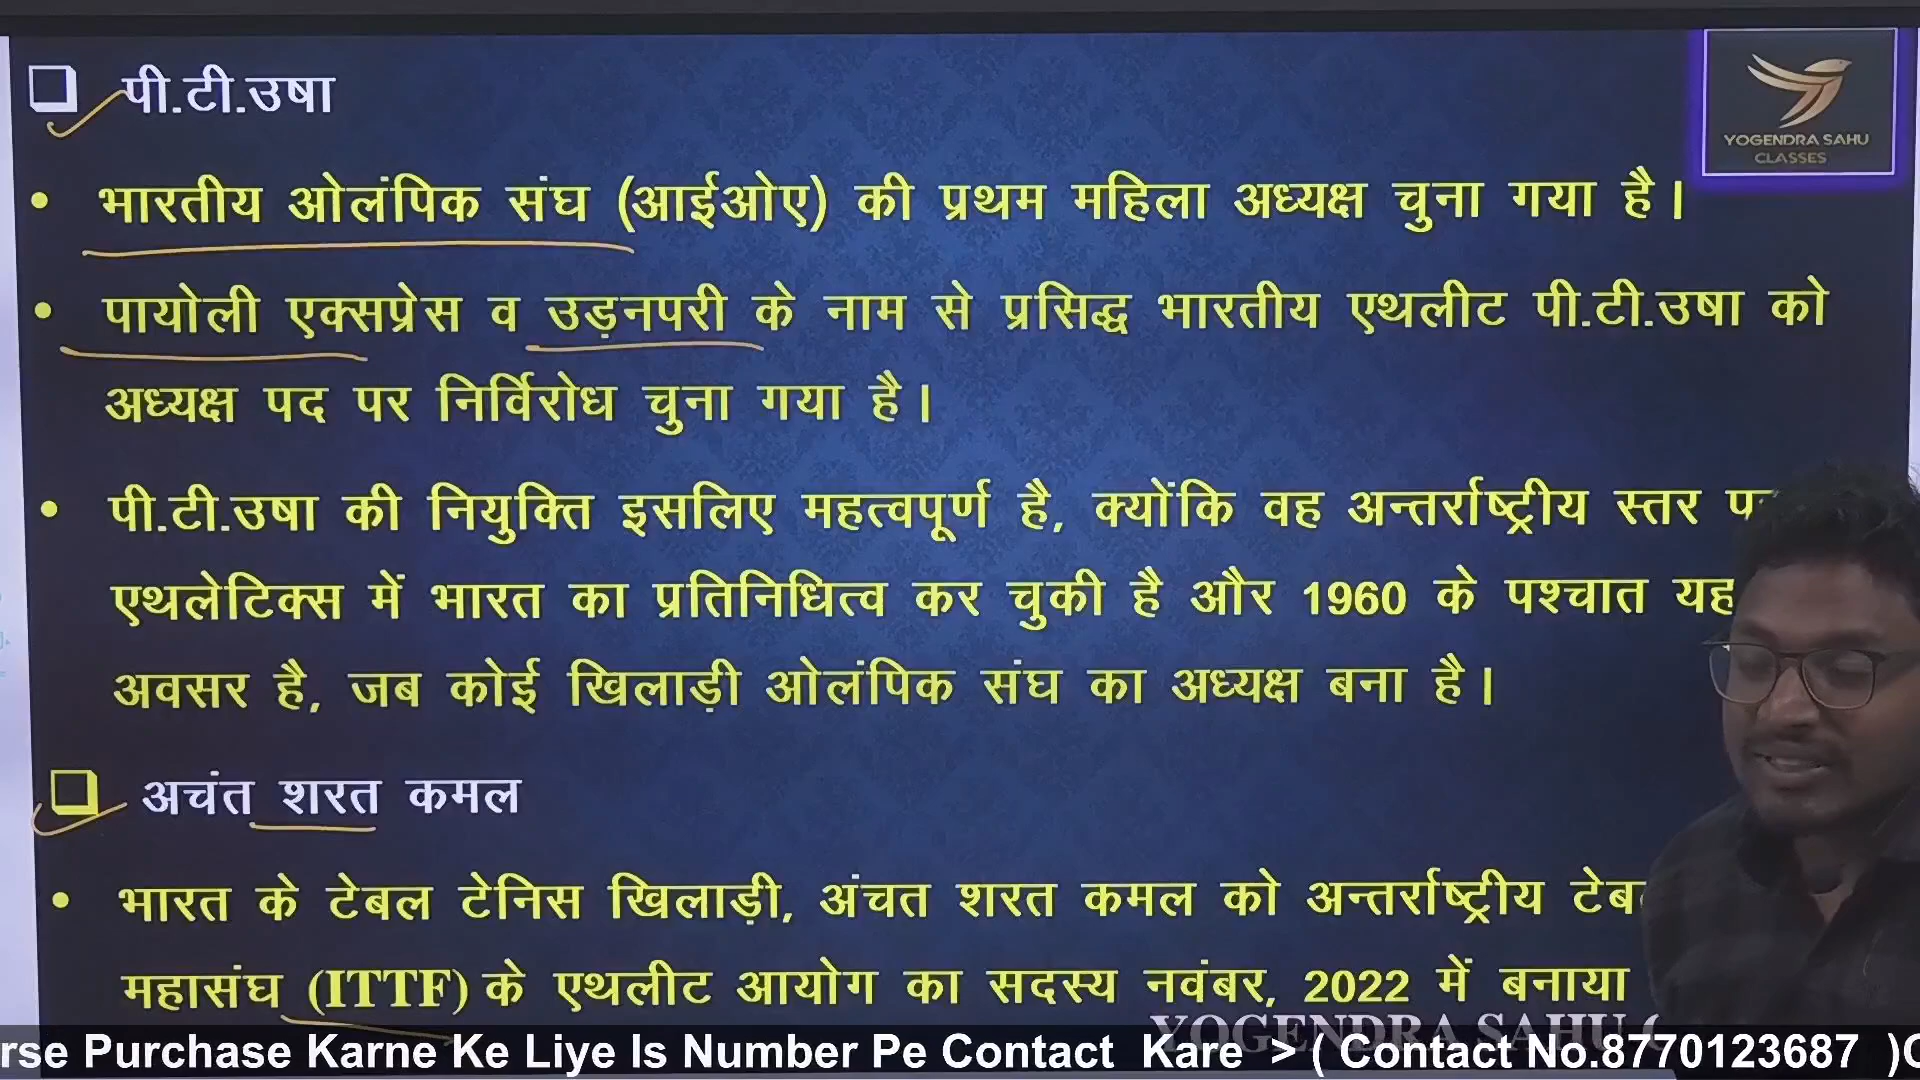 पी.टी.उषा
YOGENDRA SAHU
CLASSES
भारतीय ओलंपिक संघ (आईओए) की प्रथम महिला अध्यक्ष चुना गया है।
पायोली एक्सप्रेस व उड़नपरी के नाम से प्रसिद्ध भारतीय एथलीट पी.टी.उषा को
अध्यक्ष पद पर निर्विरोध चुना गया है।
पी.टी.उषा की नियुक्ति इसलिए महत्वपूर्ण है, क्योंकि वह अन्तर्राष्ट्रीय स्तर
एथलेटिक्स में भारत का प्रतिनिधित्व कर चुकी है और 1960 के पश्चात यह
अवसर है, जब कोई खिलाड़ी ओलंपिक संघ का अध्यक्ष बना है।
अचंत शरत कमल
भारत के टेबल टेनिस खिलाड़ी, अंचत शरत कमल को अन्तर्राष्ट्रीय
महासंघ (ITTF) के एथलीट आयोग का सदस्य नवंबर, 2022 में बनाया
YOGENDRA SAHU (
rse Purchase Karne Ke Liye Is Number Pe Contact Kare > ( Contact No.8770123687 )